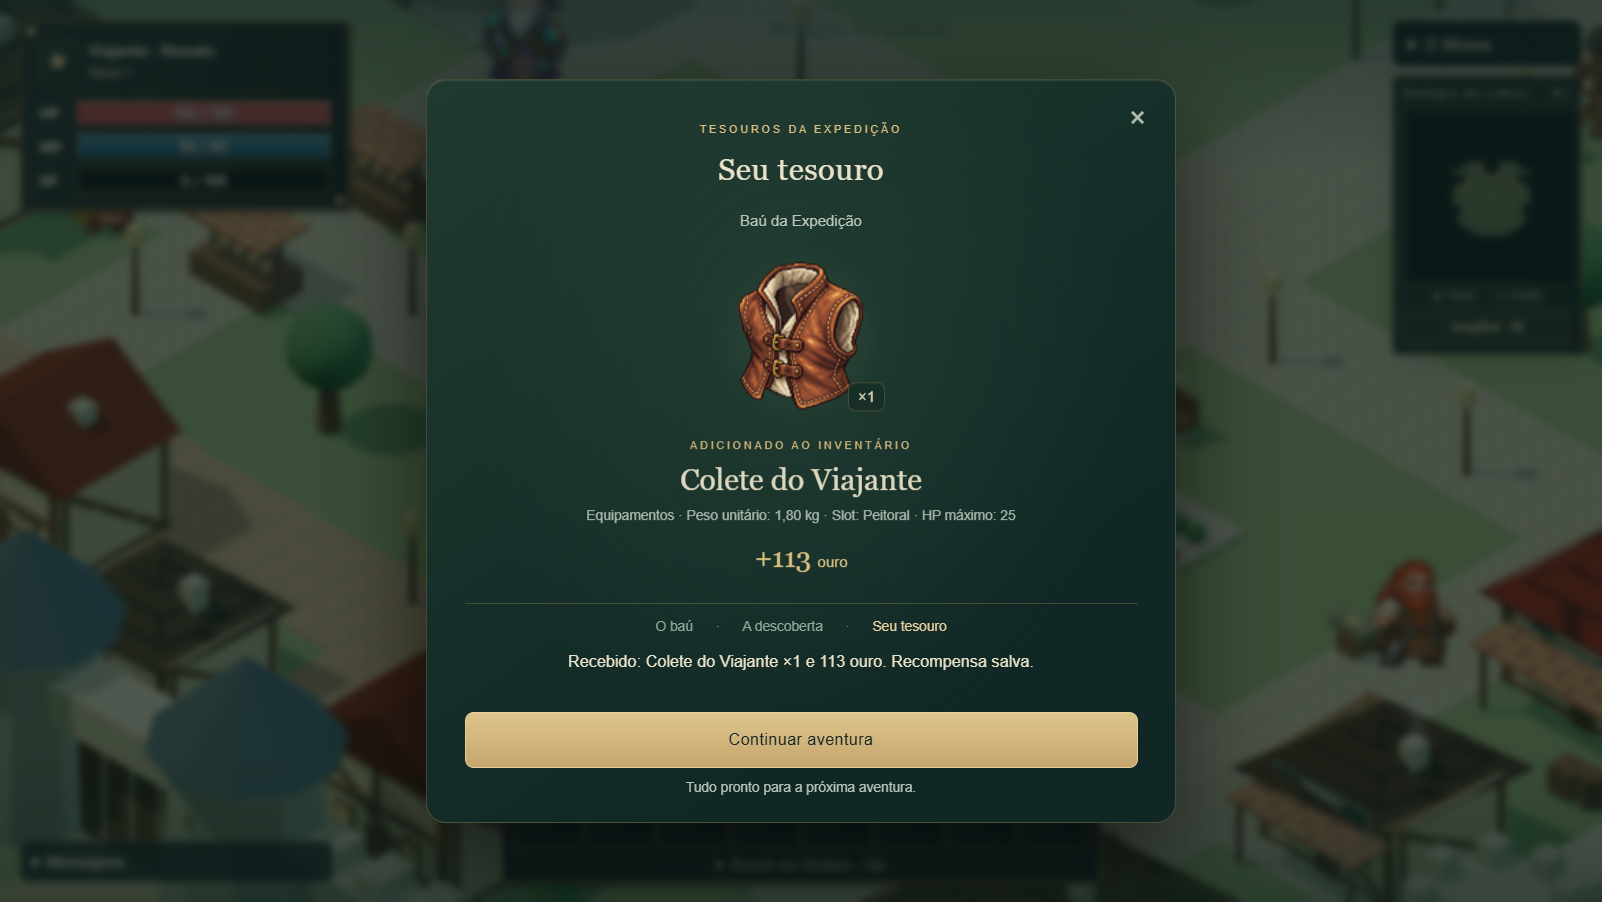 TESOUROS DA EXPEDIÇÃO
✕
Seu tesouro
Baú da Expedição
×1
ADICIONADO AO INVENTÁRIO
Colete do Viajante
Equipamentos · Peso unitário: 1,80 kg · Slot: Peitoral · HP máximo: 25
+113 ouro
O baú · A descoberta · Seu tesouro
Recebido: Colete do Viajante ×1 e 113 ouro. Recompensa salva.
Continuar aventura
Tudo pronto para a próxima aventura.